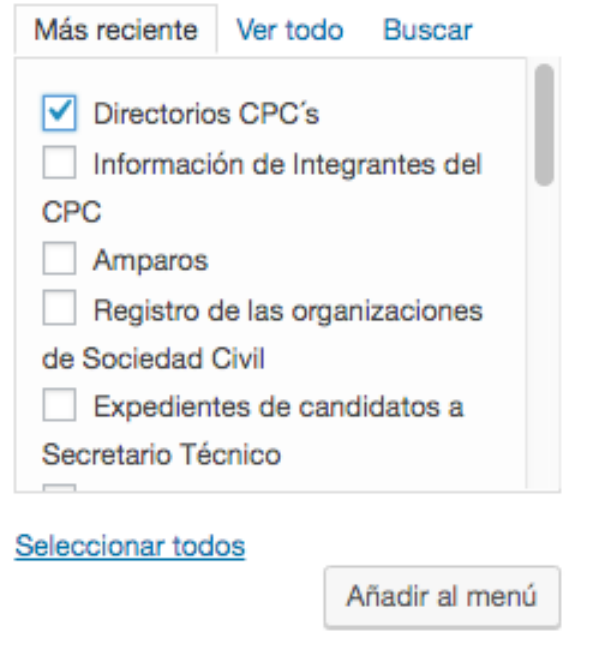 Más reciente Ver todo Buscar
Directorios CPC´s
Información de Integrantes del
CPC
Amparos
Registro de las organizaciones
de Sociedad Civil
Expedientes de candidatos a
Secretario Técnico
Seleccionar todos
Añadir al menú